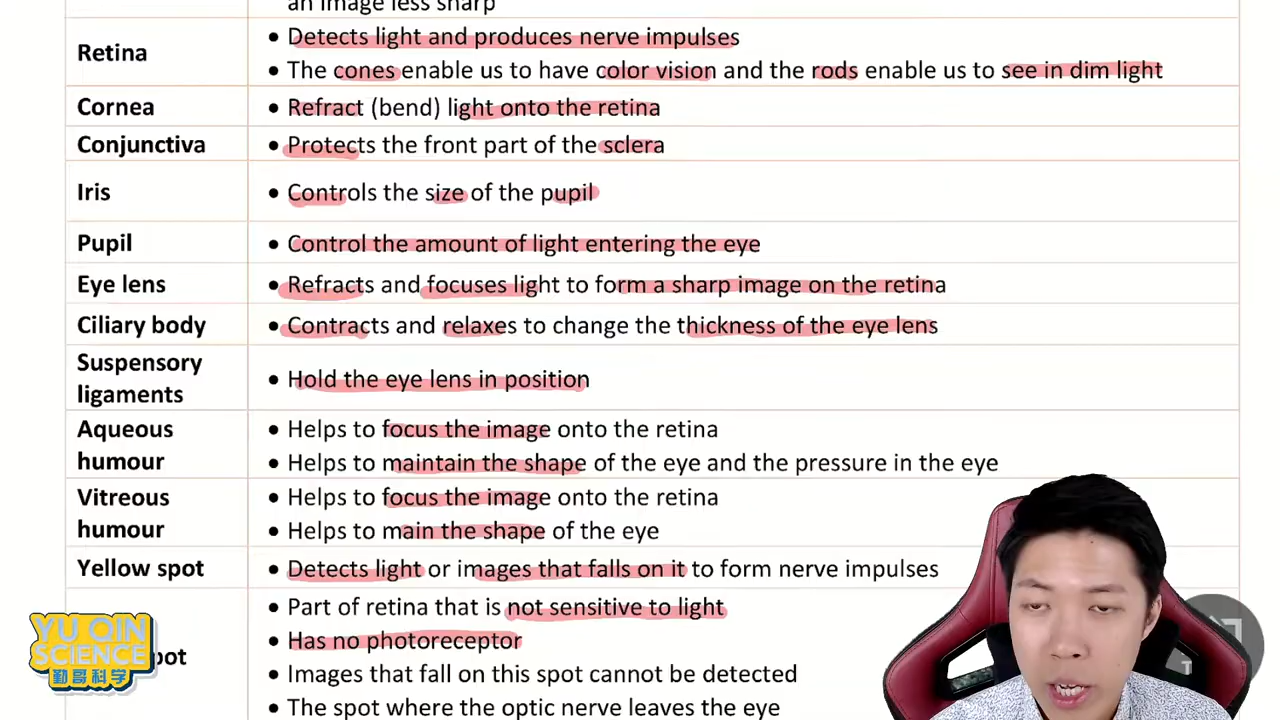 an image less sharp
Retina
• Detects light and produces nerve impulses
• The cones enable us to have color vision and the rods enable us to see in dim light
Cornea
• Refract (bend) light onto the retina
Conjunctiva
• Protects the front part of the sclera
Iris
• Controls the size of the pupil
Pupil
• Control the amount of light entering the eye
Eye lens
• Refracts and focuses light to form a sharp image on the retina
Ciliary body
• Contracts and relaxes to change the thickness of the eye lens
Suspensory
ligaments
• Hold the eye lens in position
Aqueous
humour
• Helps to focus the image onto the retina
• Helps to maintain the shape of the eye and the pressure in the eye
Vitreous
humour
• Helps to focus the image onto the retina
• Helps to main the shape of the eye
Yellow spot
• Detects light or images that falls on it to form nerve impulses
pot
• Part of retina that is not sensitive to light
• Has no photoreceptor
• Images that fall on this spot cannot be detected
• The spot where the optic nerve leaves the eye
YU QIN
SCIENCE
勤哥科学